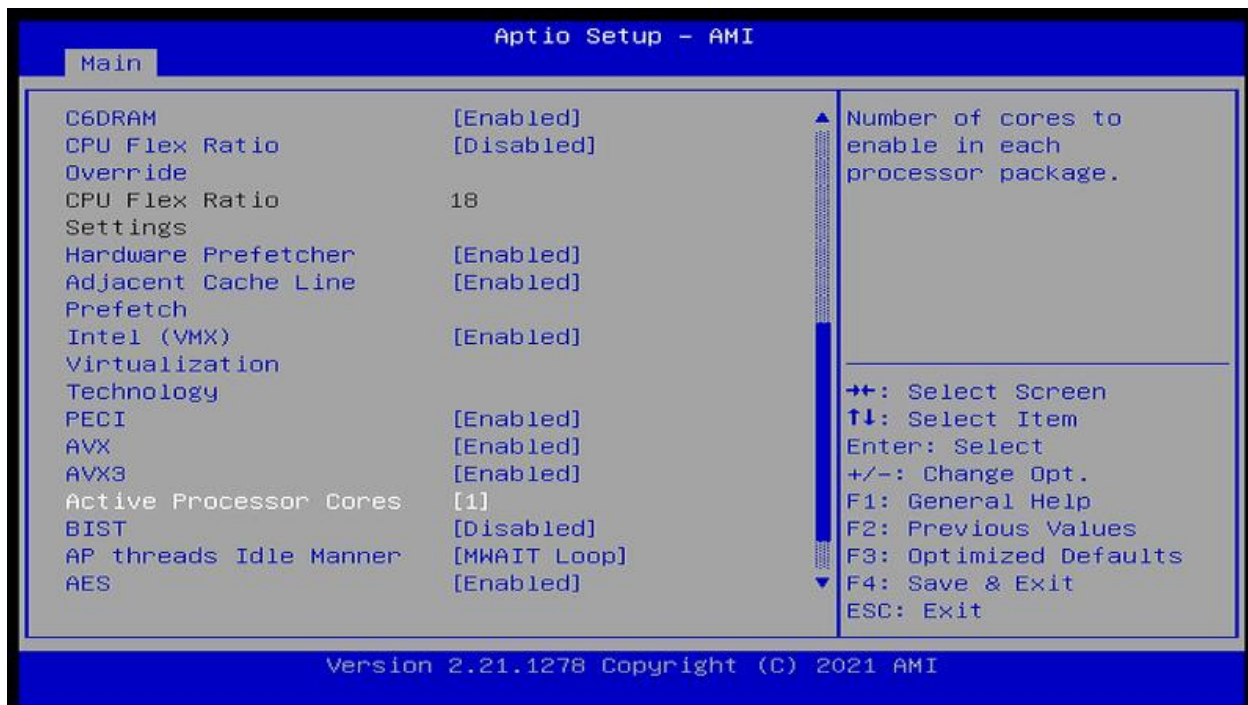 Aptio Setup – AMI
Main
C6DRAM [Enabled]
CPU Flex Ratio [Disabled]
Override
CPU Flex Ratio 18
Settings
Hardware Prefetcher [Enabled]
Adjacent Cache Line [Enabled]
Prefetch
Intel (VMX) [Enabled]
Virtualization
Technology
PECI [Enabled]
AVX [Enabled]
AVX3 [Enabled]
Active Processor Cores [1]
BIST [Disabled]
AP threads Idle Manner [MWAIT Loop]
AES [Enabled]
Number of cores to
enable in each
processor package.
→←: Select Screen
↑↓: Select Item
Enter: Select
+/-: Change Opt.
F1: General Help
F2: Previous Values
F3: Optimized Defaults
F4: Save & Exit
ESC: Exit
Version 2.21.1278 Copyright (C) 2021 AMI